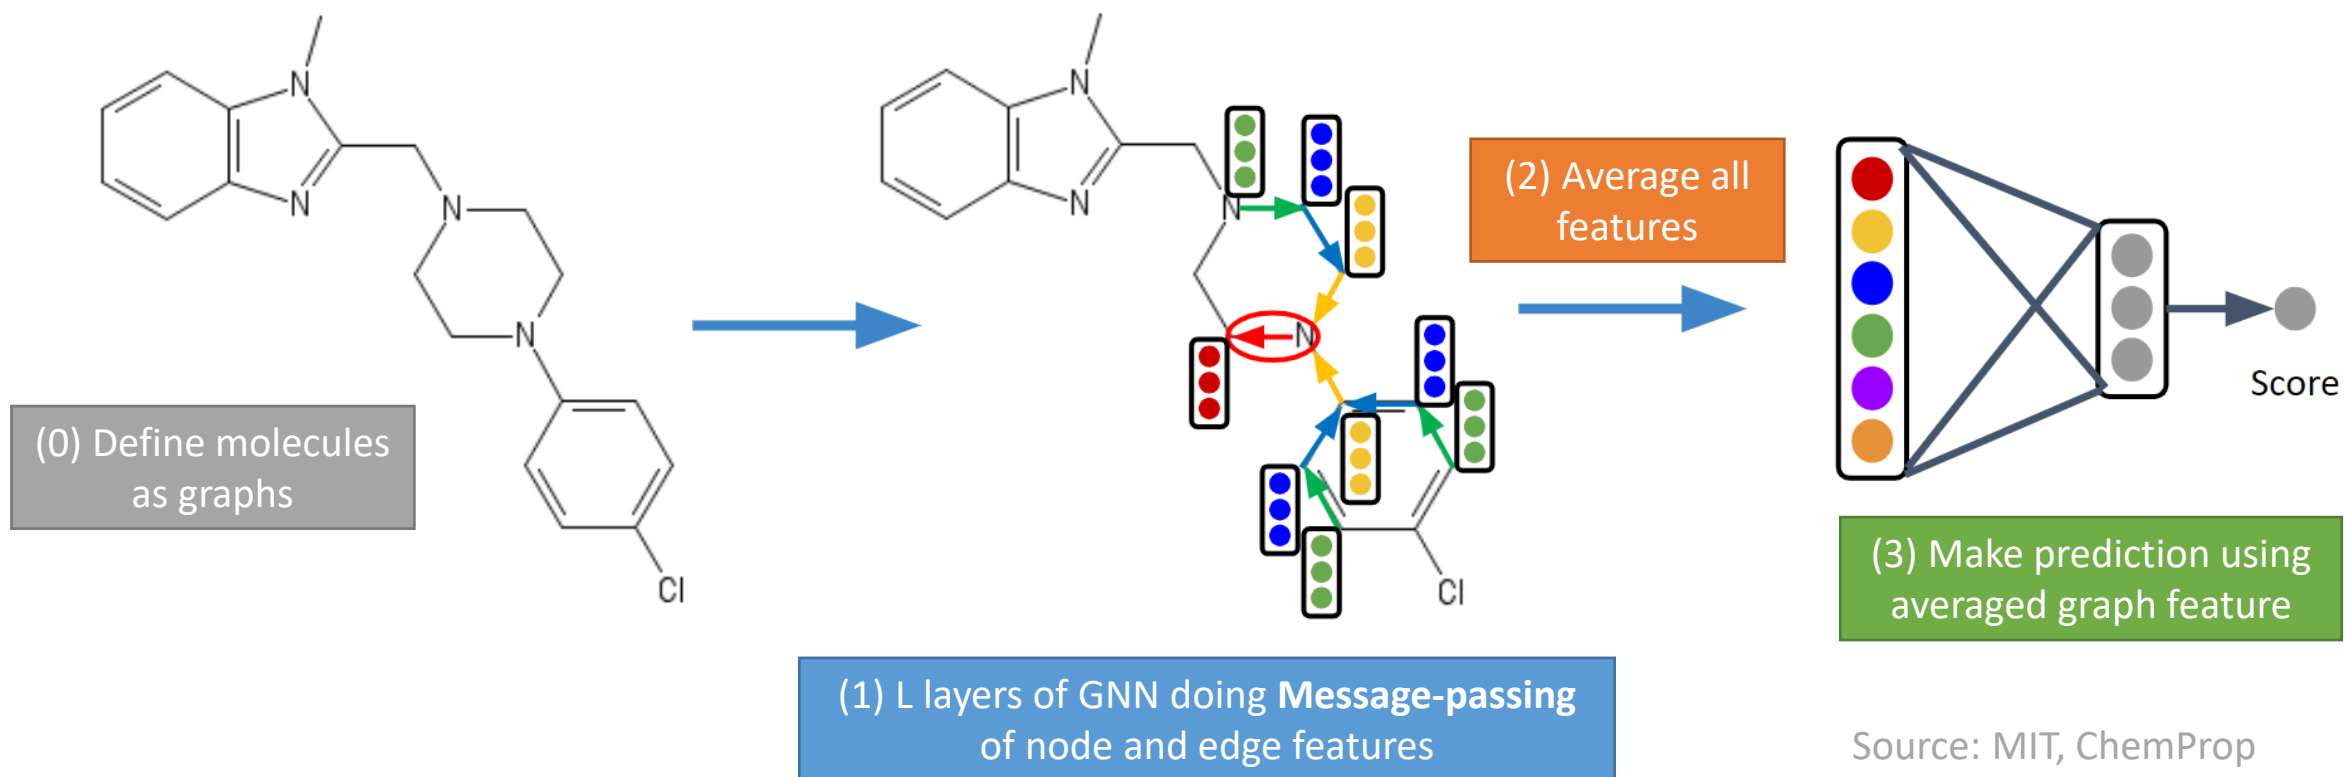 N
N
N
N
Cl
(0) Define molecules
as graphs
N
N
N
N
Cl
(1) L layers of GNN doing Message-passing
of node and edge features
(2) Average all
features
Score
(3) Make prediction using
averaged graph feature
Source: MIT, ChemProp